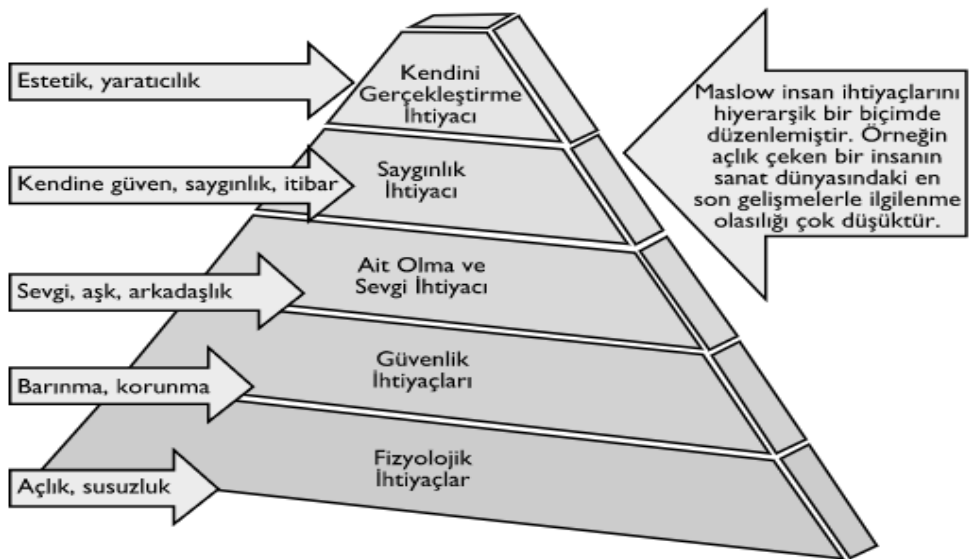 Estetik, yaratıcılık
Kendini
Gerçekleştirme
İhtiyacı
Maslow insan ihtiyaçlarını
hiyerarşik bir biçimde
düzenlemiştir. Örneğin
açlık çeken bir insanın
sanat dünyasındaki en
son gelişmelerle ilgilenme
olasılığı çok düşüktür.
Kendine güven, saygınlık, itibar
Saygınlık
İhtiyacı
Sevgi, aşk, arkadaşlık
Ait Olma ve
Sevgi İhtiyacı
Barınma, korunma
Güvenlik
İhtiyaçları
Açlık, susuzluk
Fizyolojik
İhtiyaçlar